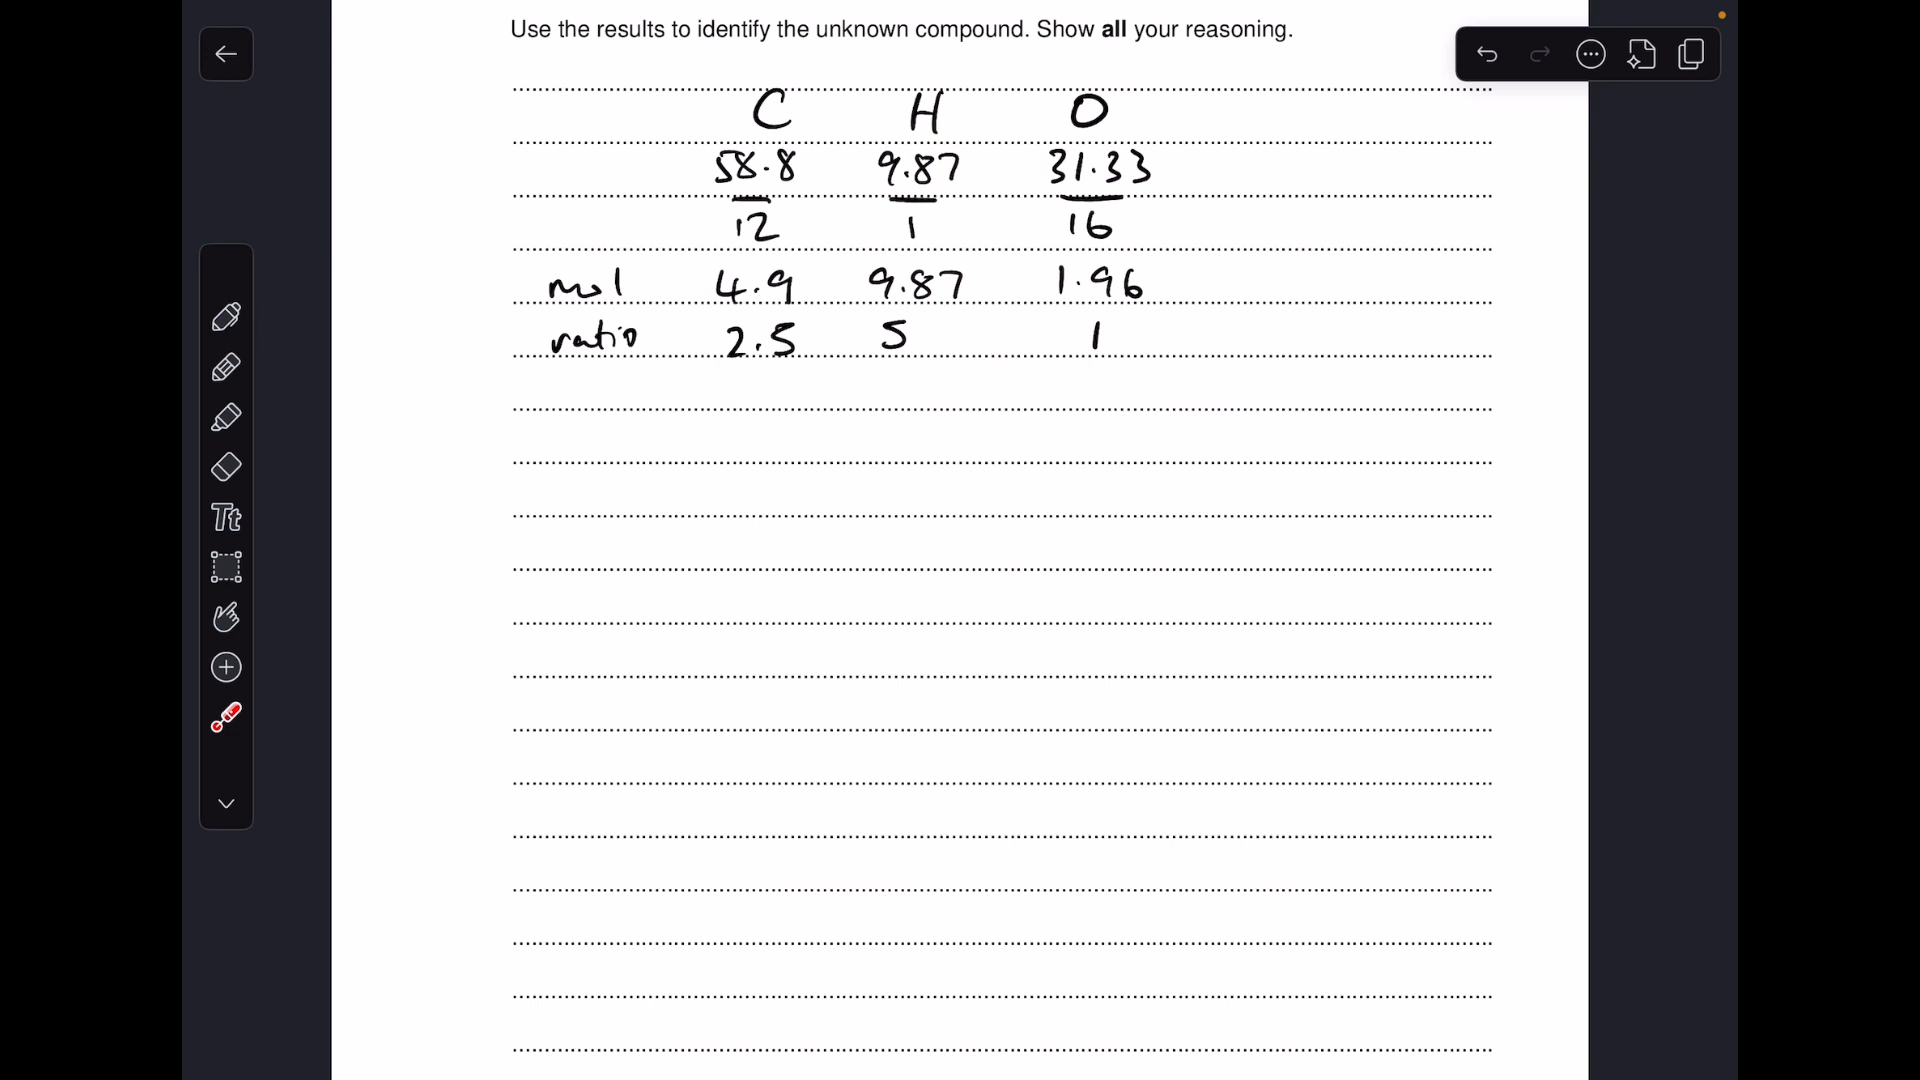 Use the results to identify the unknown compound. Show all your reasoning.
C H O
58.8 9.87 31.33
12 1 16
mol 4.9 9.87 1.96
ratio 2.5 5 1
Tt